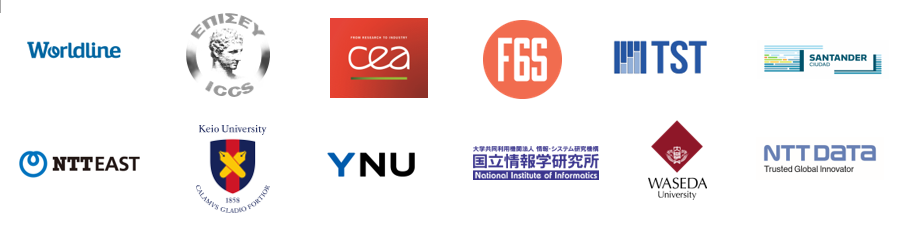 Worldline
ΕΠΙΣΕΥ
ICCS
FROM RESEARCH TO INDUSTRY
cea
F6S
TST
SANTANDER
CIUDAD
NTT EAST
Keio University
1858
CALAMVS GLADIO FORTIOR
YNU
大学共同利用機関法人 情報・システム研究機構
国立情報学研究所
National Institute of Informatics
WASEDA
University
NTT DATA
Trusted Global Innovator